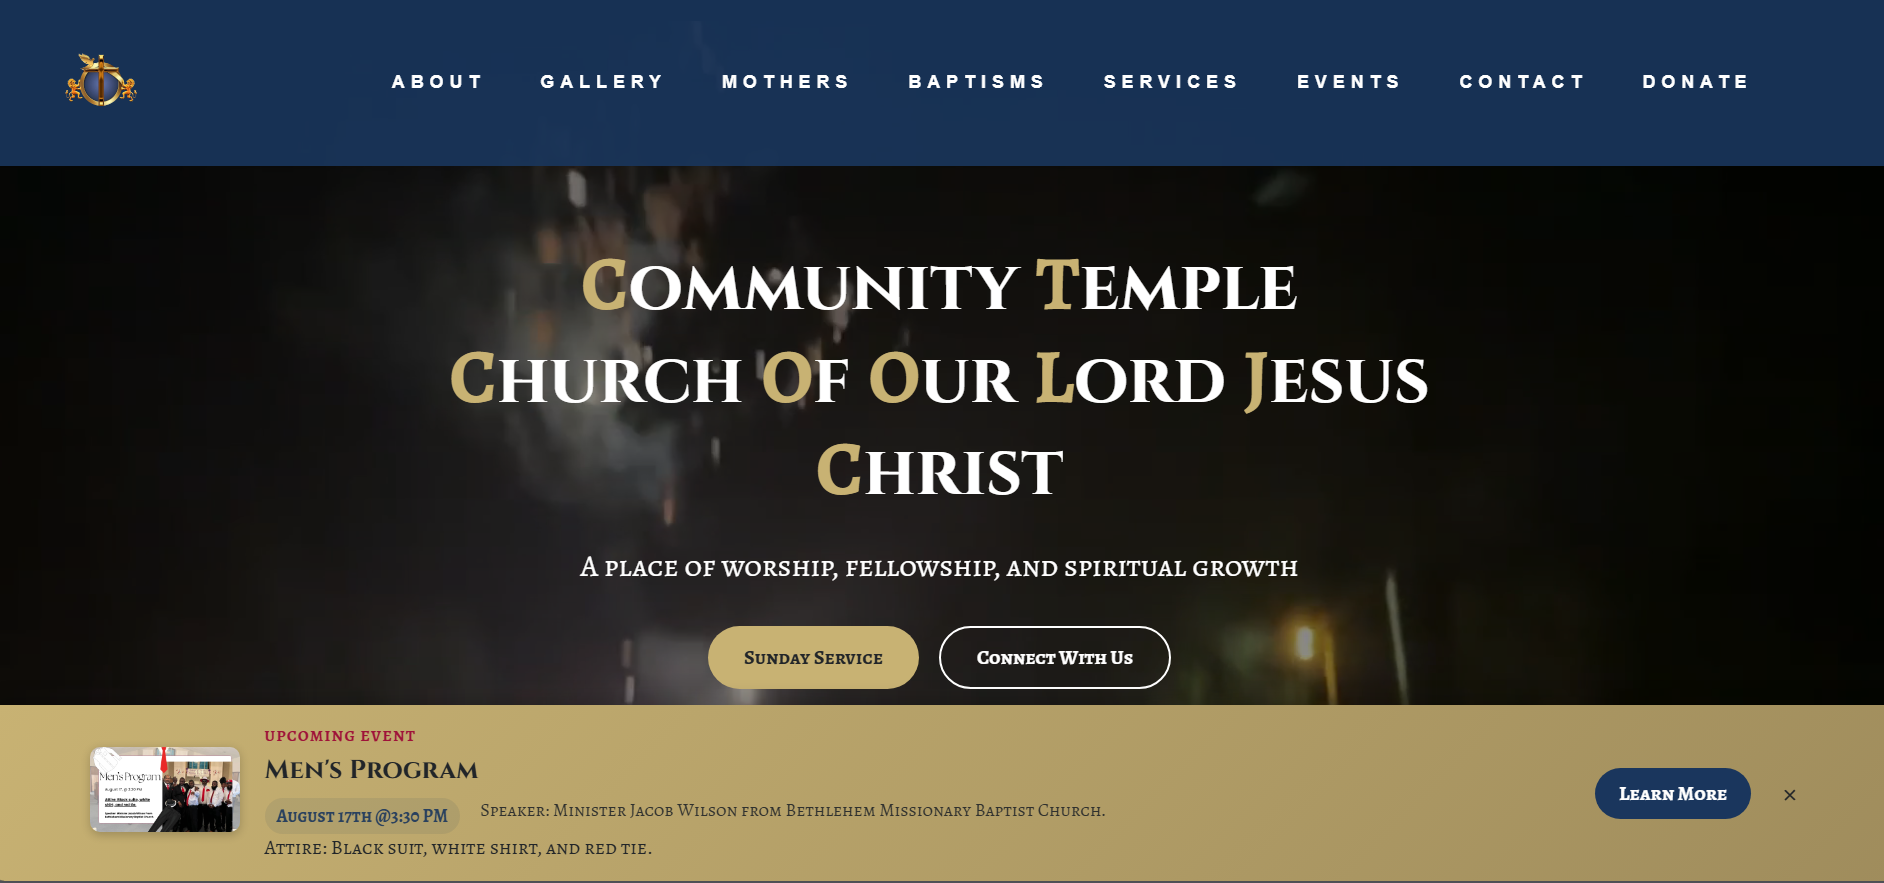 ABOUT GALLERY MOTHERS BAPTISMS SERVICES EVENTS CONTACT DONATE
Community Temple
Church Of Our Lord Jesus
Christ
A place of worship, fellowship, and spiritual growth
Sunday Service Connect With Us
UPCOMING EVENT
Men's Program
August 17th @3:30 PM Speaker: Minister Jacob Wilson from Bethlehem Missionary Baptist Church.
Attire: Black suit, white shirt, and red tie.
Men's Program
Learn More ×